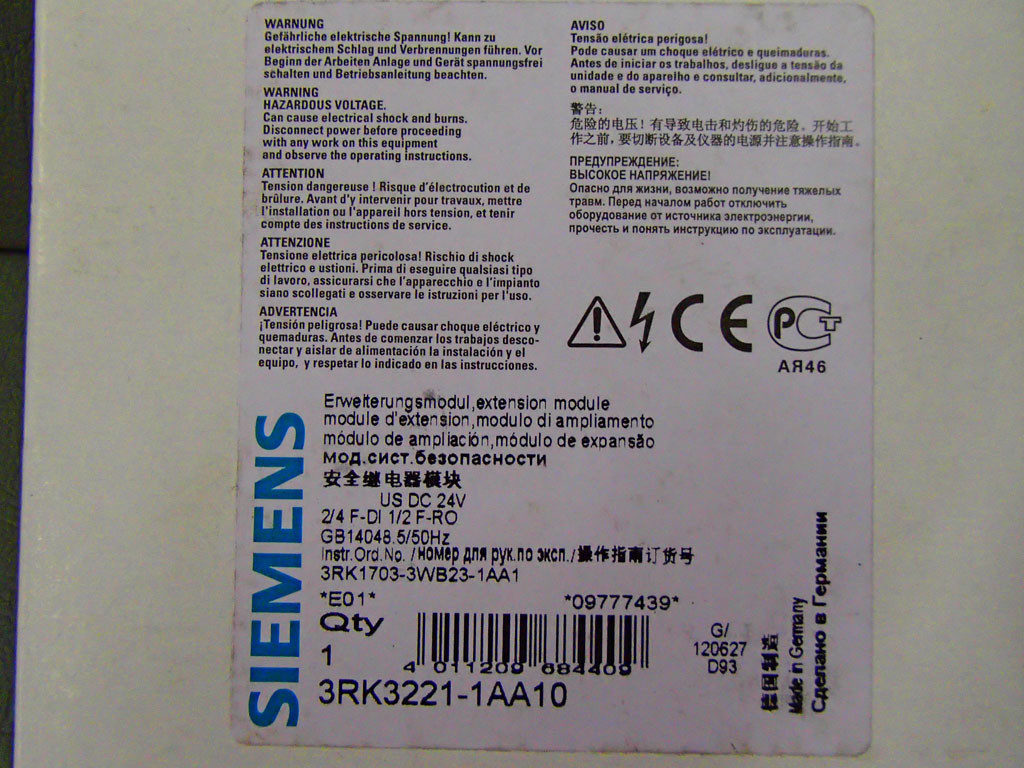 WARNUNG
Gefährliche elektrische Spannung! Kann zu
elektrischem Schlag und Verbrennungen führen. Vor
Beginn der Arbeiten Anlage und Gerät spannungsfrei
schalten und Betriebsanleitung beachten.
WARNING
HAZARDOUS VOLTAGE.
Can cause electrical shock and burns.
Disconnect power before proceeding
with any work on this equipment
and observe the operating instructions.
ATTENTION
Tension dangereuse ! Risque d'électrocution et de
brûlure. Avant d'y intervenir pour travaux, mettre
l'installation ou l'appareil hors tension, et tenir
compte des instructions de service.
ATTENZIONE
Tensione elettrica pericolosa! Rischio di shock
elettrico e ustioni. Prima di eseguire qualsiasi tipo
di lavoro, assicurarsi che l'apparecchio e l'impianto
siano scollegati e osservare le istruzioni per l'uso.
ADVERTENCIA
¡Tensión peligrosa! Puede causar choque eléctrico y
quemaduras. Antes de comenzar los trabajos desco-
nectar y aislar de alimentación la instalación y el
equipo, y respetar lo indicado en las instrucciones.
AVISO
Tensão elétrica perigosa!
Pode causar um choque elétrico e queimaduras.
Antes de iniciar os trabalhos, desligue a tensão da
unidade e do aparelho e consultar, adicionalmente,
o manual de serviço.
警告:
危险的电压! 有导致电击和灼伤的危险。开始工
作之前, 要切断设备及仪器的电源并注意操作指南。
ПРЕДУПРЕЖДЕНИЕ:
ВЫСОКОЕ НАПРЯЖЕНИЕ!
Опасно для жизни, возможно получение тяжелых
травм. Перед началом работ отключить
оборудование от источника электроэнергии,
прочесть и понять инструкцию по эксплуатации.
CE
РСТ
АЯ46
SIEMENS
Erweiterungsmodul,extension module
module d'extension,modulo di ampliamento
módulo de ampliación,módulo de expansão
мод.сист.безопасности
安全继电器模块
US DC 24V
2/4 F-DI 1/2 F-RO
GB14048.5/50Hz
Instr.Ord.No. /номер для рук.по эксп./操作指南订货号
3RK1703-3WB23-1AA1
*E01* *09777439*
Qty
1
4 011209 684409
3RK3221-1AA10
G/
120627
D93
德国制造
Made in Germany
Сделано в Германии